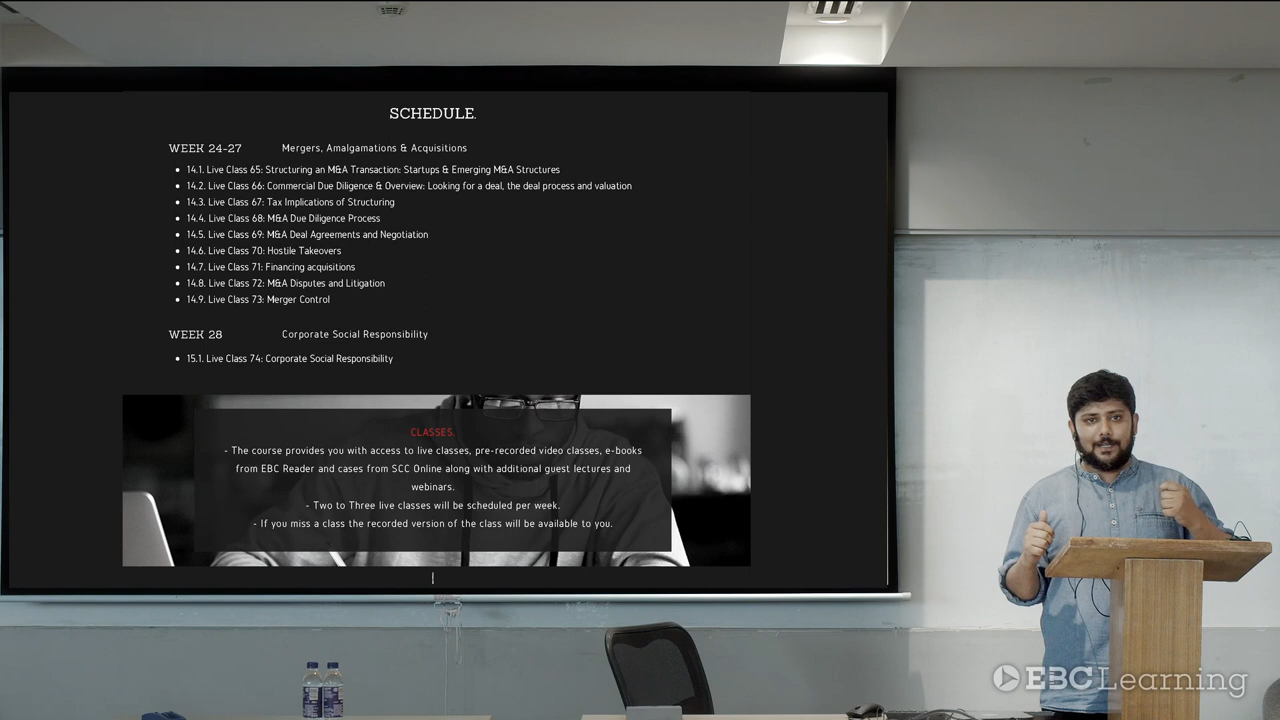 SCHEDULE.
WEEK 24-27 Mergers, Amalgamations & Acquisitions
• 14.1. Live Class 65: Structuring an M&A Transaction: Startups & Emerging M&A Structures
• 14.2. Live Class 66: Commercial Due Diligence & Overview: Looking for a deal, the deal process and valuation
• 14.3. Live Class 67: Tax Implications of Structuring
• 14.4. Live Class 68: M&A Due Diligence Process
• 14.5. Live Class 69: M&A Deal Agreements and Negotiation
• 14.6. Live Class 70: Hostile Takeovers
• 14.7. Live Class 71: Financing acquisitions
• 14.8. Live Class 72: M&A Disputes and Litigation
• 14.9. Live Class 73: Merger Control
WEEK 28 Corporate Social Responsibility
• 15.1. Live Class 74: Corporate Social Responsibility
CLASSES.
- The course provides you with access to live classes, pre-recorded video classes, e-books
from EBC Reader and cases from SCC Online along with additional guest lectures and
webinars.
- Two to Three live classes will be scheduled per week.
- If you miss a class the recorded version of the class will be available to you.
EBC Learning